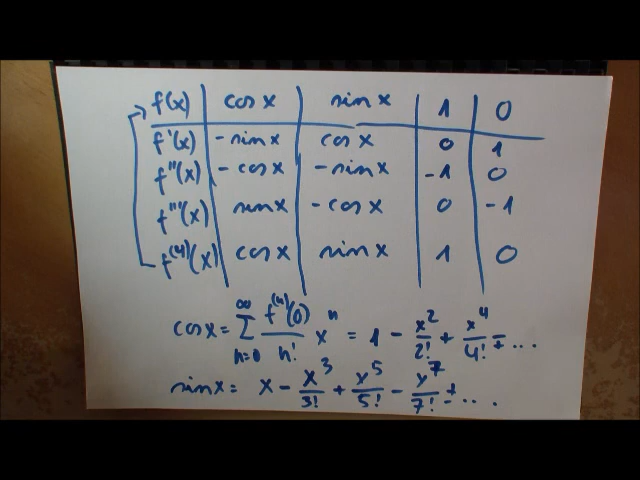 f(x) cos x sin x 1 0
f'(x) -sin x cos x 0 1
f''(x) -cos x -sin x -1 0
f'''(x) sin x -cos x 0 -1
f⁽⁴⁾(x) cos x sin x 1 0
cos x = ∑_{n=0}^{∞} f⁽ⁿ⁾(0)/n! xⁿ = 1 - x²/2! + x⁴/4! ∓ ...
sin x = x - x³/3! + x⁵/5! - x⁷/7! ± ...